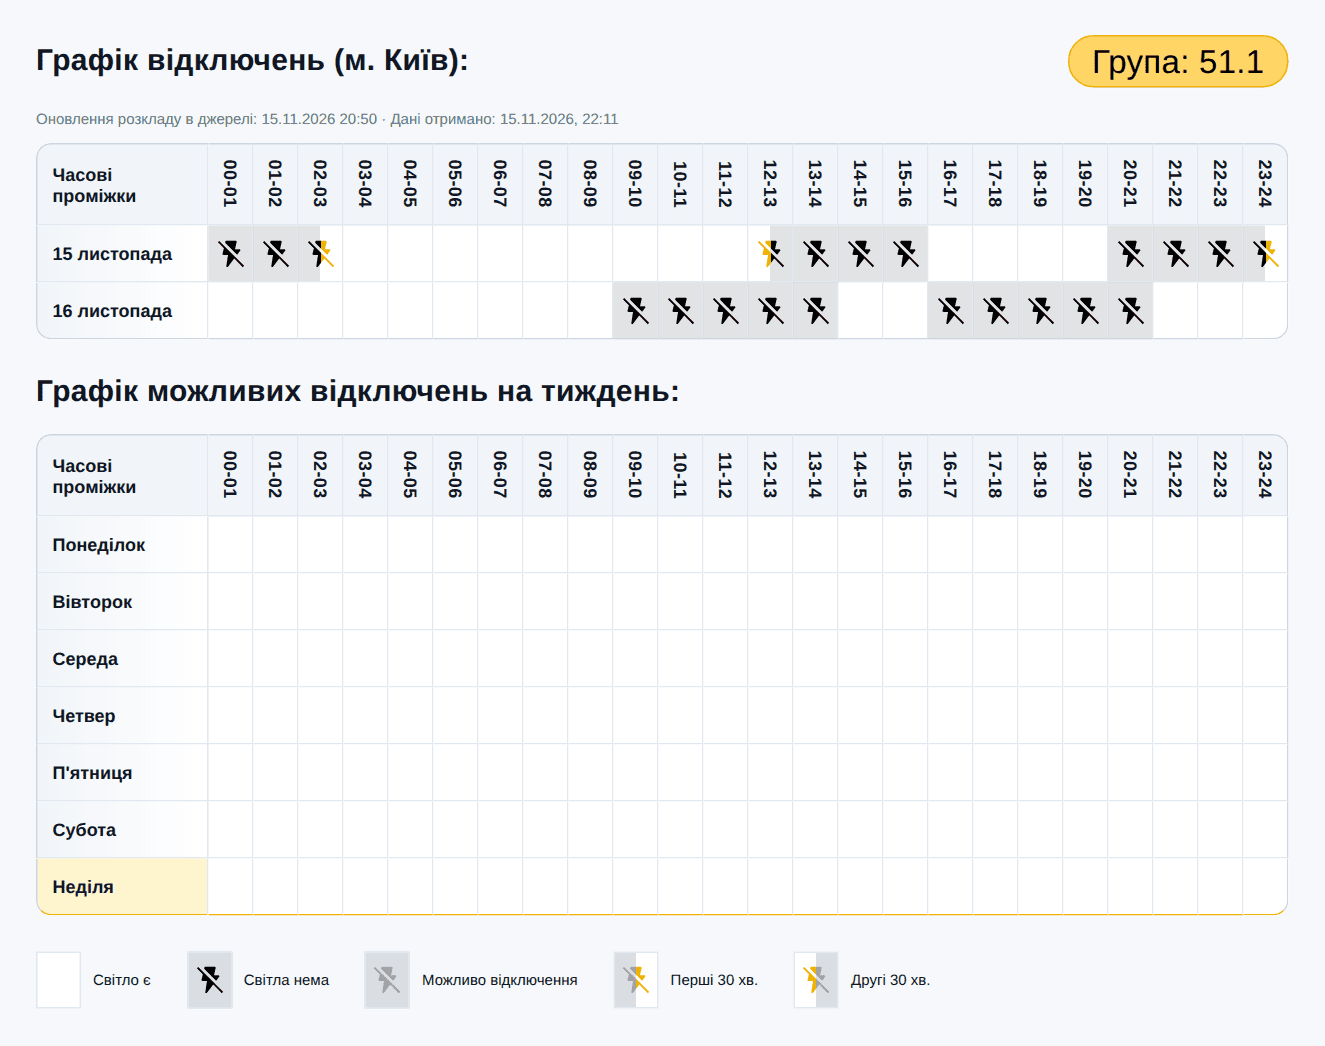 Графік відключень (м. Київ):
Група: 51.1
Оновлення розкладу в джерелі: 15.11.2026 20:50 · Дані отримано: 15.11.2026, 22:11
Часові проміжки 00-01 01-02 02-03 03-04 04-05 05-06 06-07 07-08 08-09 09-10 10-11 11-12 12-13 13-14 14-15 15-16 16-17 17-18 18-19 19-20 20-21 21-22 22-23 23-24
15 листопада
16 листопада
Графік можливих відключень на тиждень:
Часові проміжки 00-01 01-02 02-03 03-04 04-05 05-06 06-07 07-08 08-09 09-10 10-11 11-12 12-13 13-14 14-15 15-16 16-17 17-18 18-19 19-20 20-21 21-22 22-23 23-24
Понеділок
Вівторок
Середа
Четвер
П'ятниця
Субота
Неділя
Світло є Світла нема Можливо відключення Перші 30 хв. Другі 30 хв.